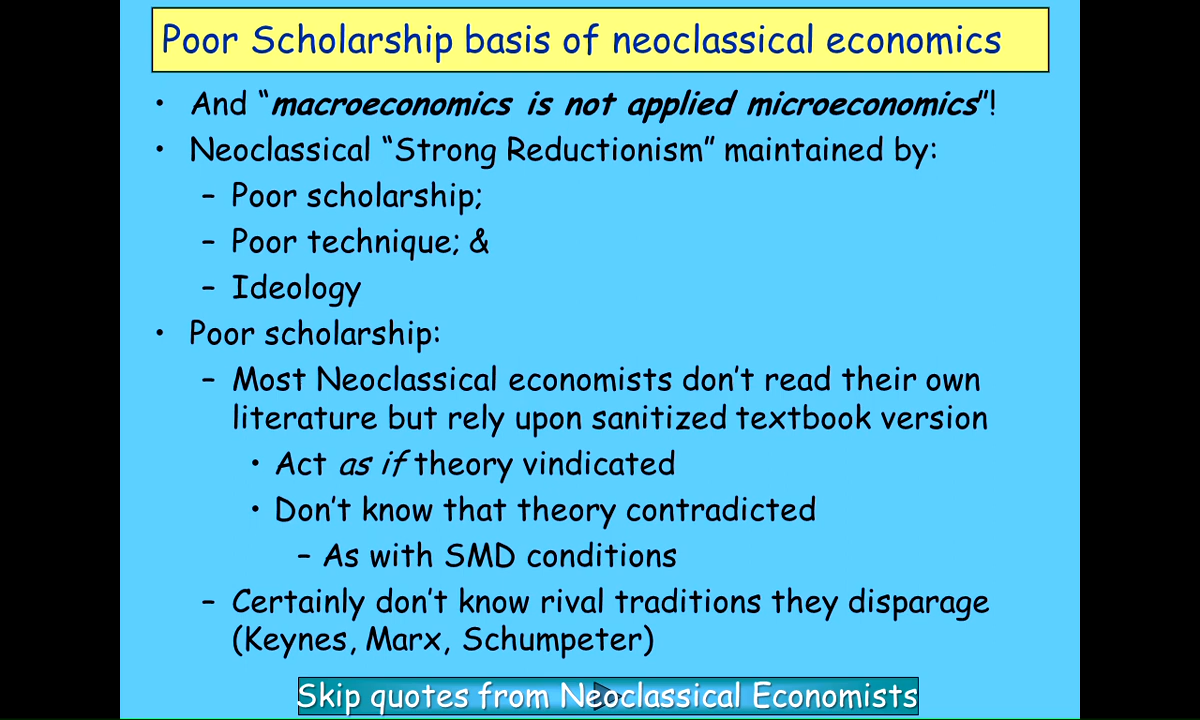 Poor Scholarship basis of neoclassical economics
• And “macroeconomics is not applied microeconomics”!
• Neoclassical “Strong Reductionism” maintained by:
– Poor scholarship;
– Poor technique; &
– Ideology
• Poor scholarship:
– Most Neoclassical economists don’t read their own
literature but rely upon sanitized textbook version
• Act as if theory vindicated
• Don’t know that theory contradicted
– As with SMD conditions
– Certainly don’t know rival traditions they disparage
(Keynes, Marx, Schumpeter)
Skip quotes from Neoclassical Economists